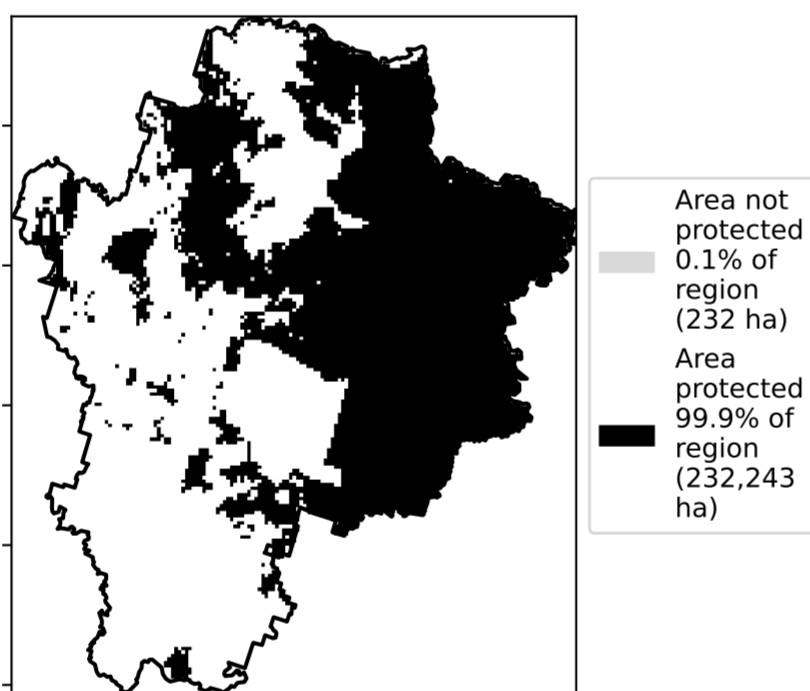 Area not
protected
0.1% of
region
(232 ha)
Area
protected
99.9% of
region
(232,243
ha)